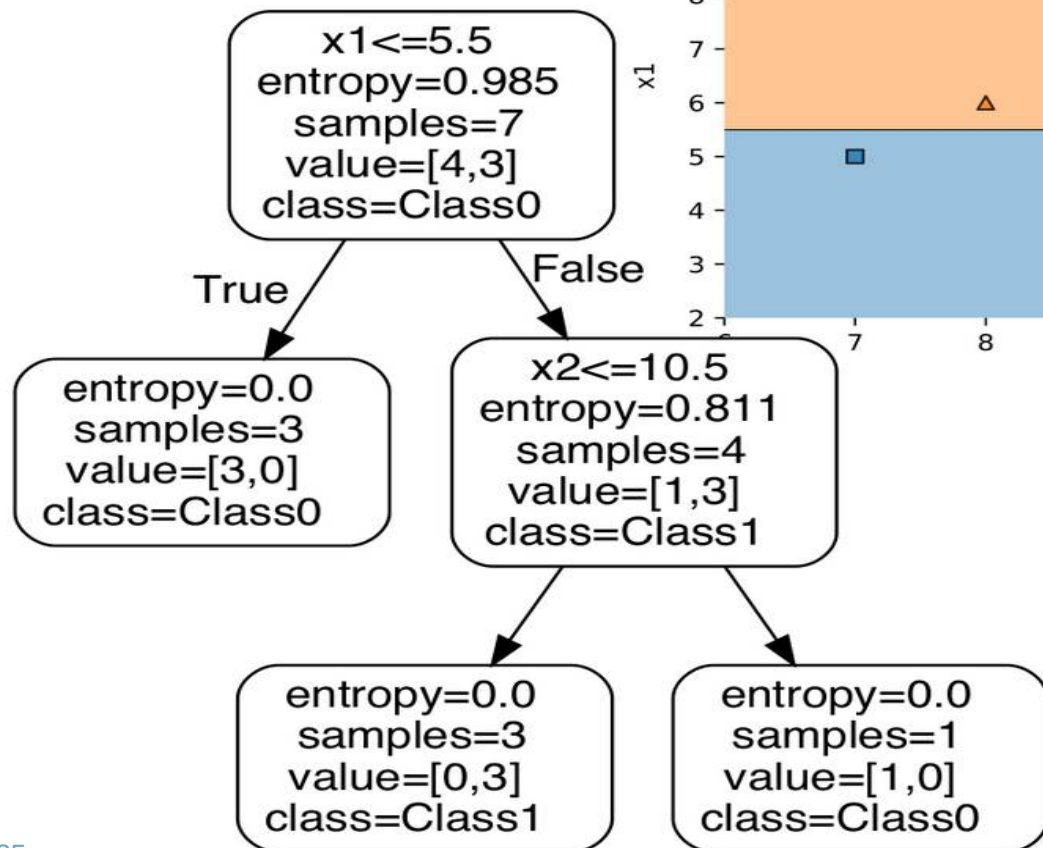 x1<=5.5
entropy=0.985
samples=7
value=[4,3]
class=Class0
x1
7
6
5
4
3
2
7
8
True
False
entropy=0.0
samples=3
value=[3,0]
class=Class0
x2<=10.5
entropy=0.811
samples=4
value=[1,3]
class=Class1
entropy=0.0
samples=3
value=[0,3]
class=Class1
entropy=0.0
samples=1
value=[1,0]
class=Class0